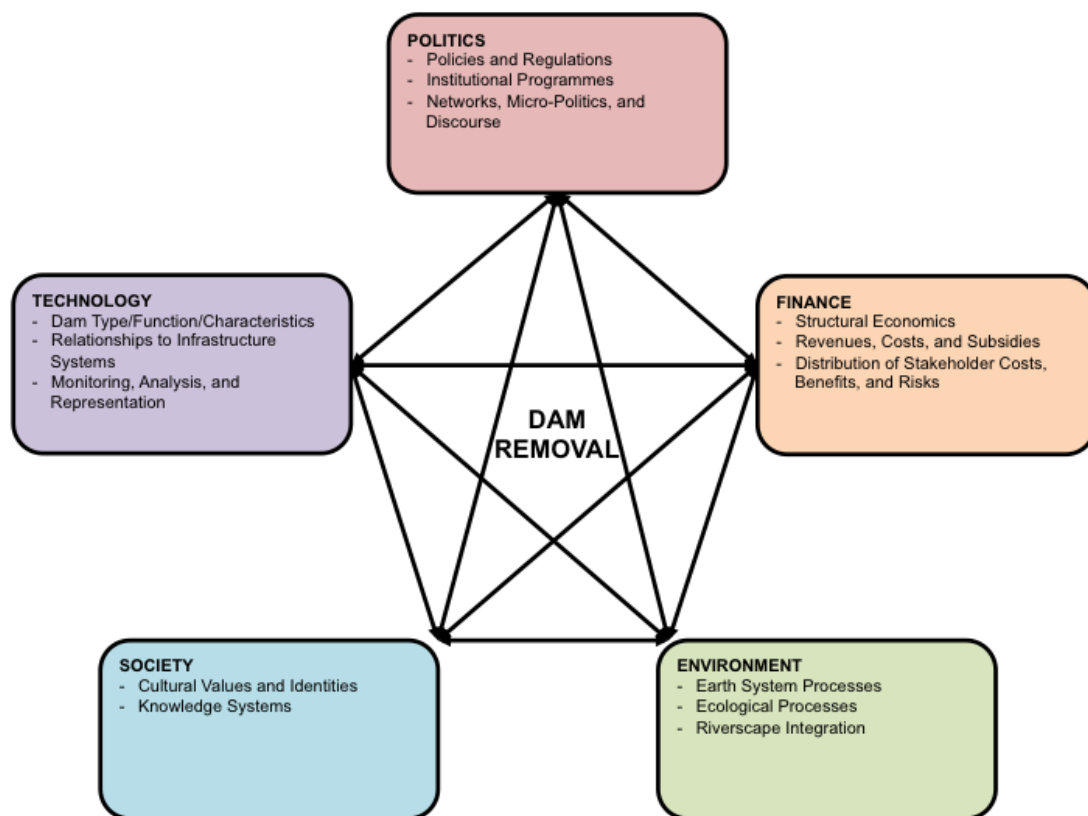 POLITICS
- Policies and Regulations
- Institutional Programmes
- Networks, Micro-Politics, and
Discourse
TECHNOLOGY
- Dam Type/Function/Characteristics
- Relationships to Infrastructure
Systems
- Monitoring, Analysis, and
Representation
FINANCE
- Structural Economics
- Revenues, Costs, and Subsidies
- Distribution of Stakeholder Costs,
Benefits, and Risks
DAM
REMOVAL
SOCIETY
- Cultural Values and Identities
- Knowledge Systems
ENVIRONMENT
- Earth System Processes
- Ecological Processes
- Riverscape Integration